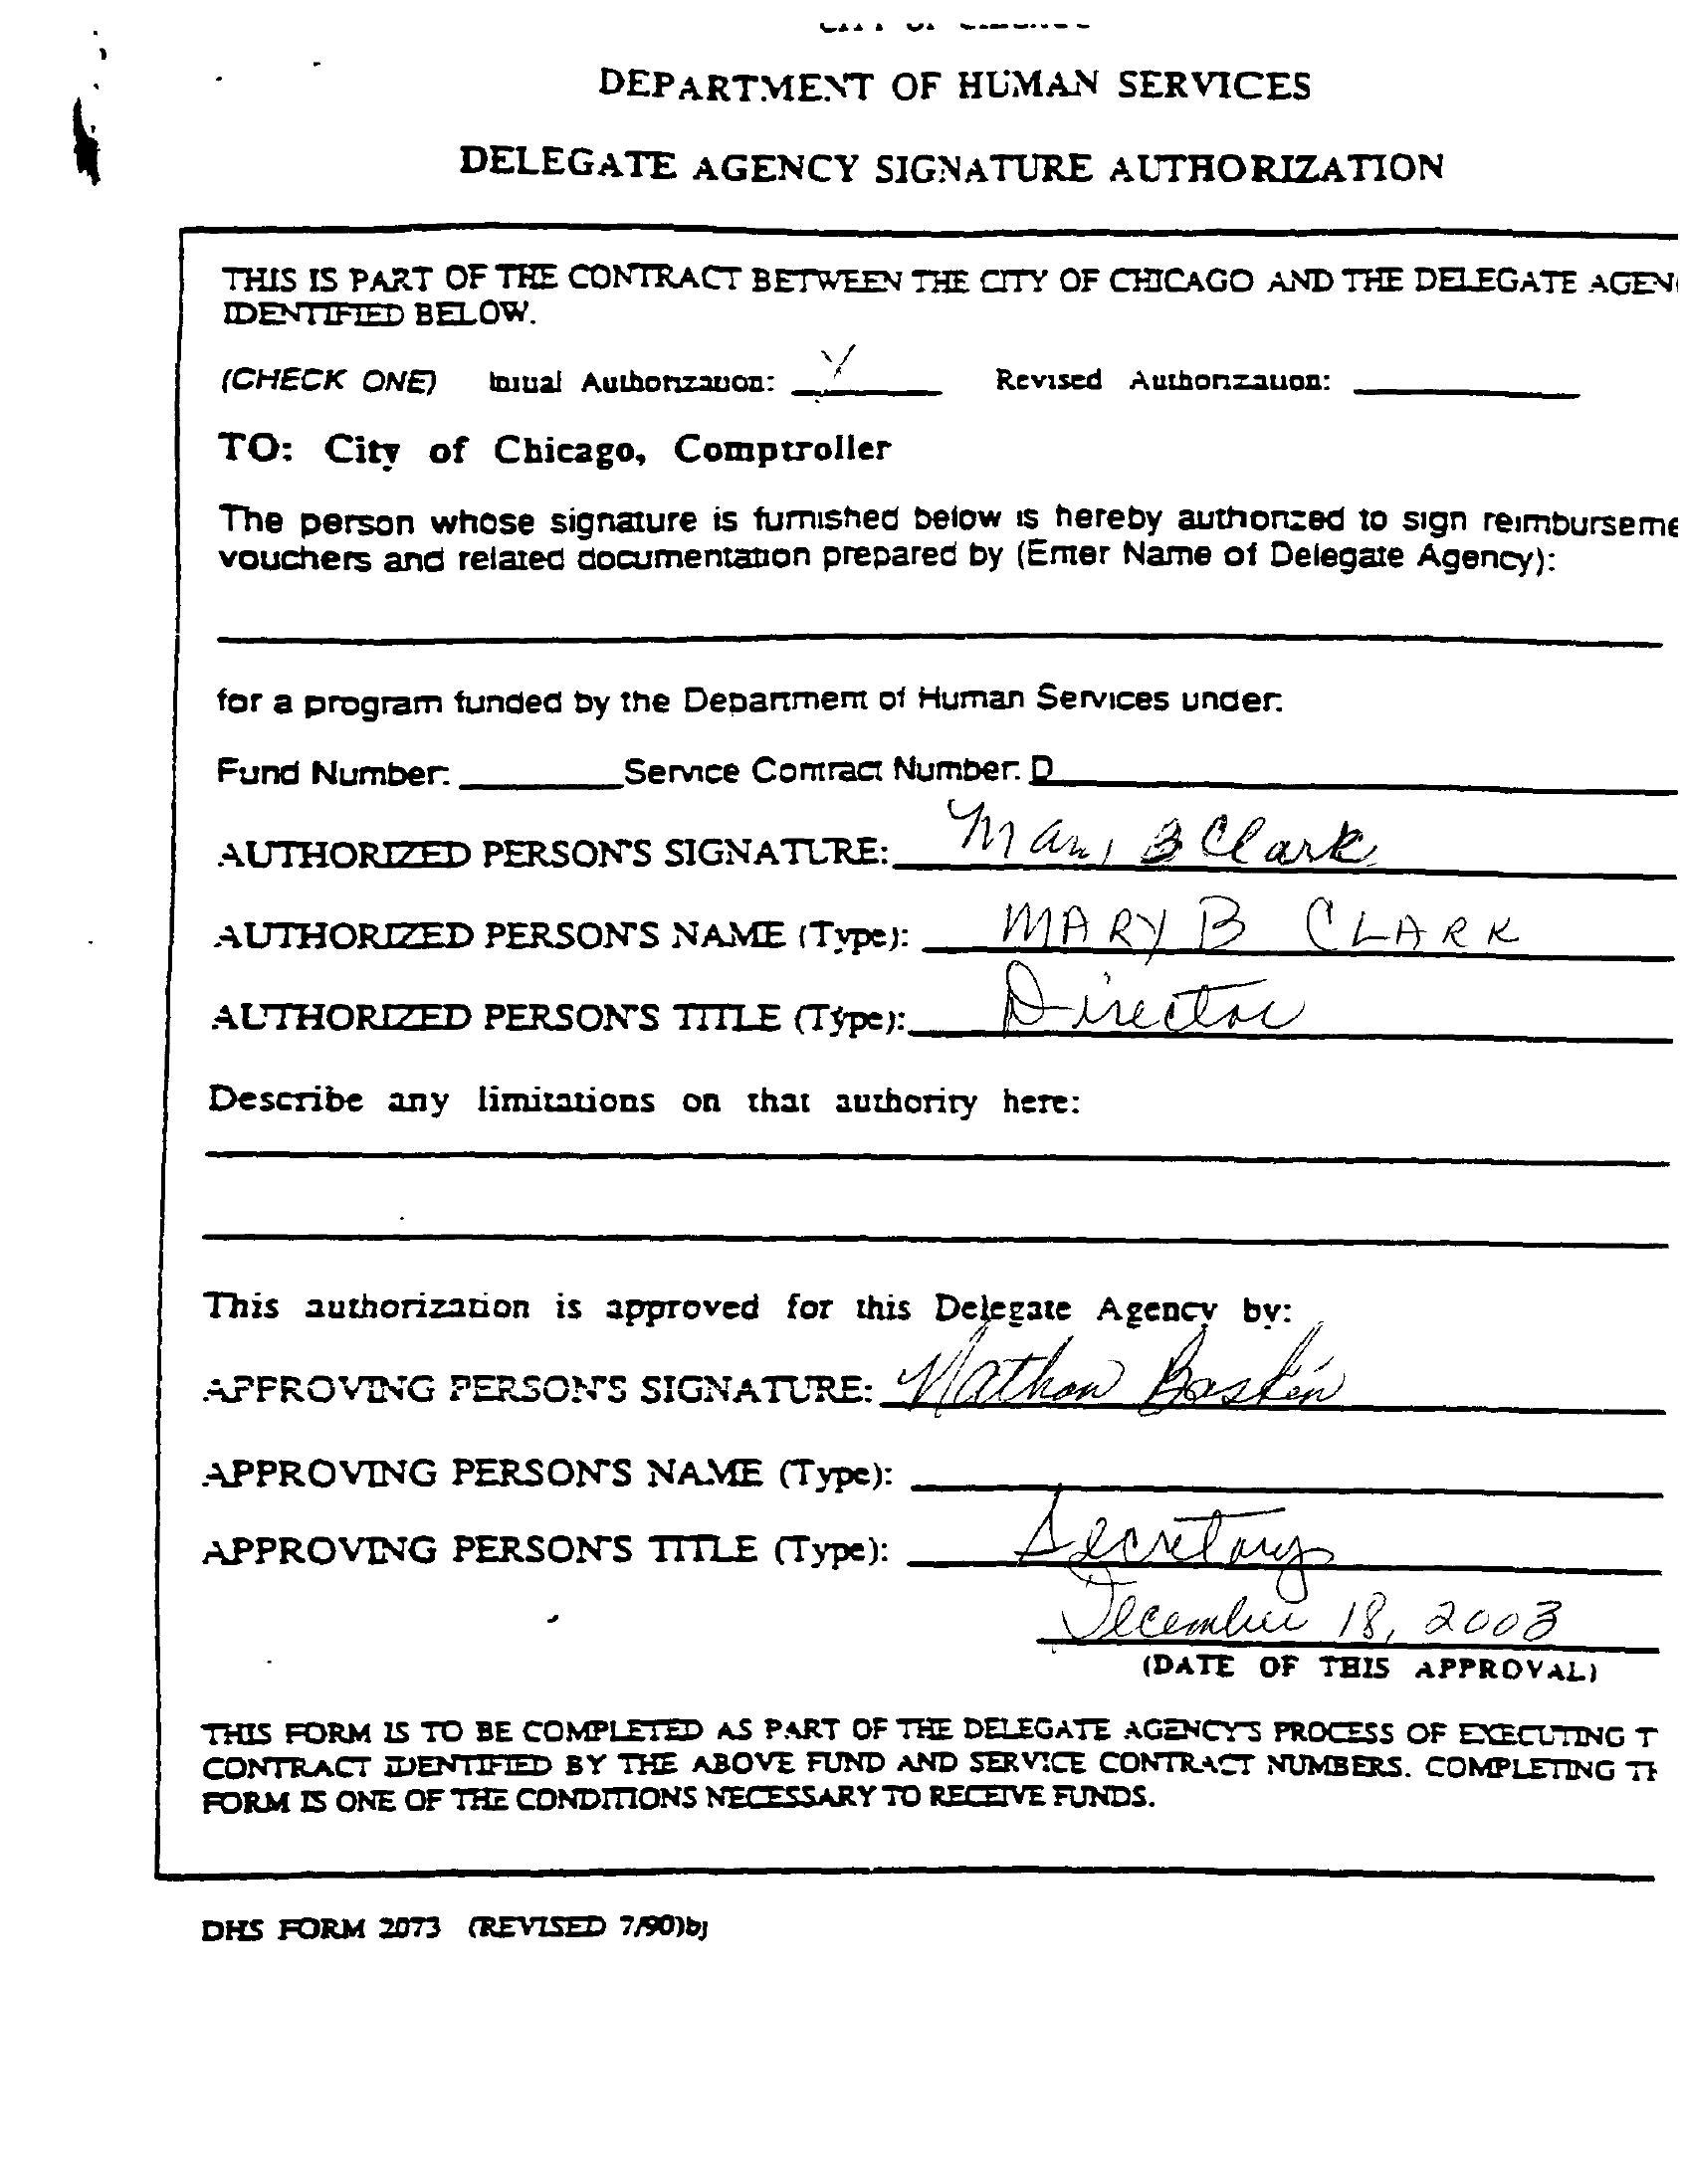 DEPARTMENT OF HUMAN SERVICES
DELEGATE AGENCY SIGNATURE AUTHORIZATION
THIS IS PART OF THE CONTRACT BETWEEN THE CITY OF CHICAGO AND THE DELEGATE AGEN
IDENTIFIED BELOW.
(CHECK ONE) Initial Authorization: Revised Authorization:
TO: City of Chicago, Comptroller
The person whose signature is furnished below is hereby authorized to sign reimburseme
vouchers and related documentation prepared by (Enter Name of Delegate Agency):
for a program funded by the Department of Human Services under:
Fund Number: Service Contract Number: D
AUTHORIZED PERSON'S SIGNATURE: Mary B Clark
AUTHORIZED PERSON'S NAME (Type): MARY B CLARK
AUTHORIZED PERSON'S TITLE (Type): Director
Describe any limitations on that authority here:
This authorization is approved for this Delegate Agency by:
APPROVING PERSON'S SIGNATURE: Nathan Baskin
APPROVING PERSON'S NAME (Type):
APPROVING PERSON'S TITLE (Type): Secretary
December 18, 2003
(DATE OF THIS APPROVAL)
THIS FORM IS TO BE COMPLETED AS PART OF THE DELEGATE AGENCY'S PROCESS OF EXECUTING T
CONTRACT IDENTIFIED BY THE ABOVE FUND AND SERVICE CONTRACT NUMBERS. COMPLETING TH
FORM IS ONE OF THE CONDITIONS NECESSARY TO RECEIVE FUNDS.
DHS FORM 2073 (REVISED 7/90)bj